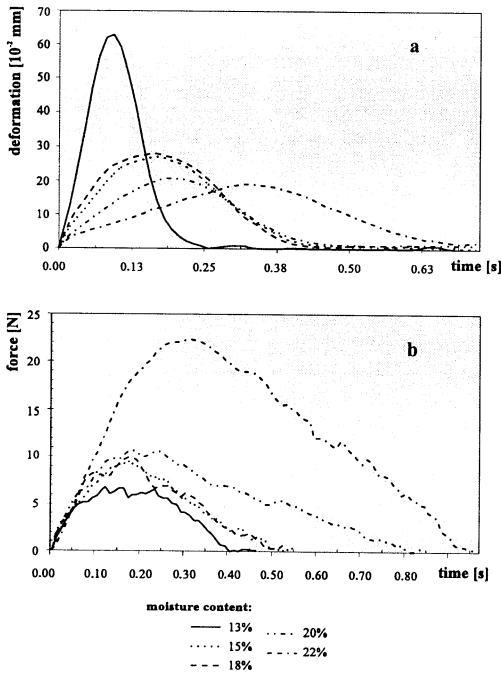 deformation [10⁻² mm]
70
60
50
40
30
20
10
0
a
0.00 0.13 0.25 0.38 0.50 0.63 time [s]
force [N]
25
20
15
10
5
0
b
0.00 0.10 0.20 0.30 0.40 0.50 0.60 0.70 0.80 time [s]
moisture content:
13% 20%
15% 22%
18%